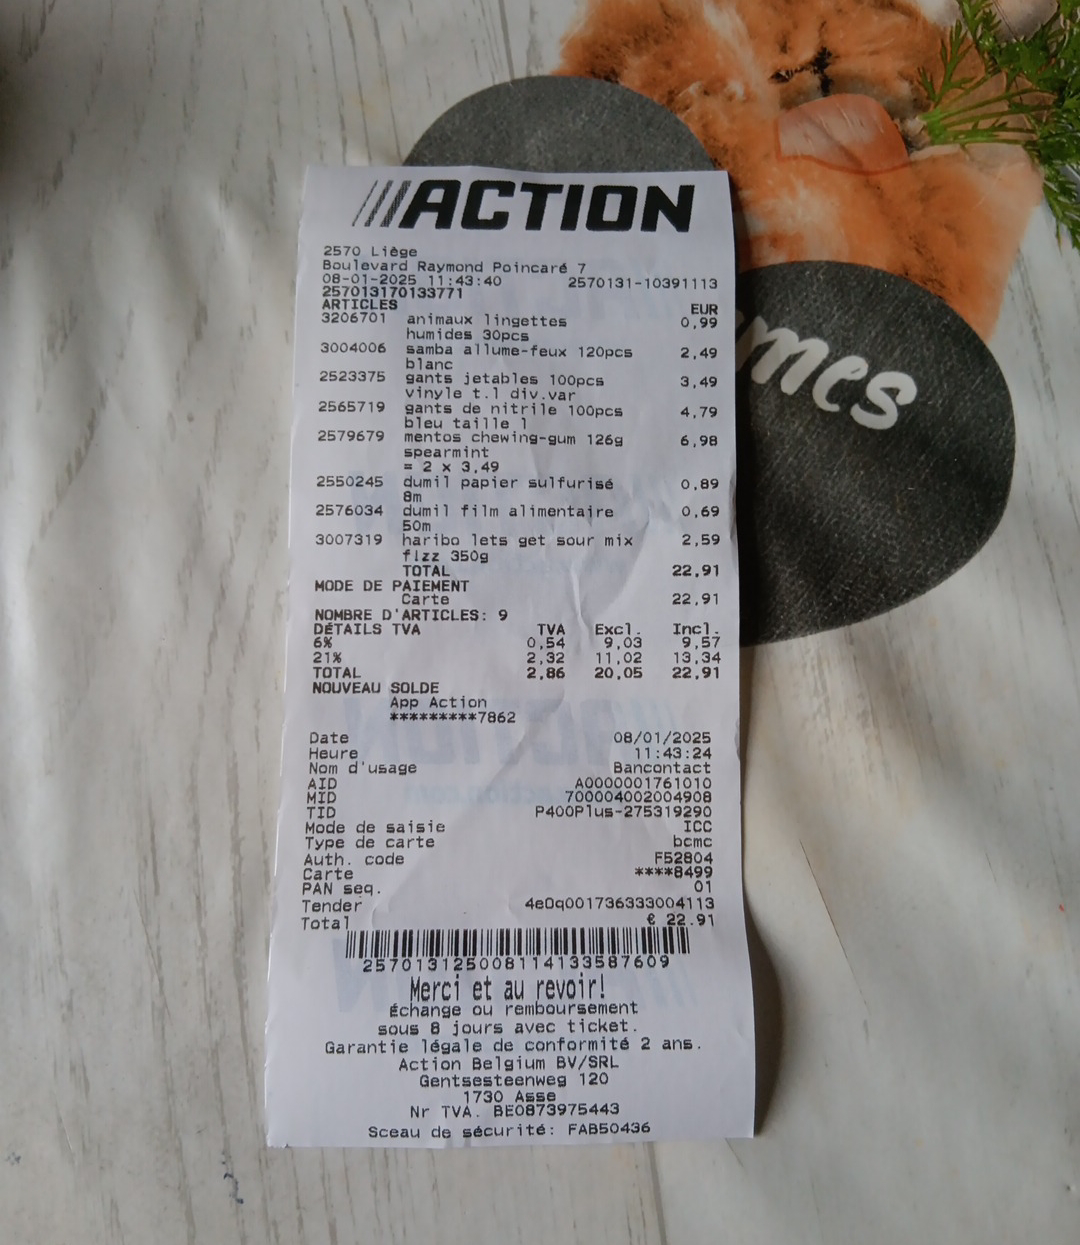 ///ACTION
2570 Liège
Boulevard Raymond Poincaré 7
08-01-2025 11:43:40 2570131-10391113
257013170133771
ARTICLES EUR
3206701 animaux lingettes 0,99
humides 30pcs
3004006 samba allume-feux 120pcs 2,49
blanc
2523375 gants jetables 100pcs 3,49
vinyle t.l div.var
2565719 gants de nitrile 100pcs 4,79
bleu taille l
2579679 mentos chewing-gum 126g 6,98
spearmint
= 2 x 3,49
2550245 dumil papier sulfurisé 0,89
8m
2576034 dumil film alimentaire 0,69
50m
3007319 haribo lets get sour mix 2,59
fizz 350g
TOTAL 22,91
MODE DE PAIEMENT
Carte 22,91
NOMBRE D'ARTICLES: 9
DÉTAILS TVA TVA Excl. Incl.
6% 0,54 9,03 9,57
21% 2,32 11,02 13,34
TOTAL 2,86 20,05 22,91
NOUVEAU SOLDE
App Action
*********7862
Date 08/01/2025
Heure 11:43:24
Nom d'usage Bancontact
AID A0000001761010
MID 700004002004908
TID P400Plus-275319290
Mode de saisie ICC
Type de carte bcmc
Auth. code F52804
Carte ****8499
PAN seq. 01
Tender 4e0q001736333004113
Total € 22.91
257013125008114133587609
Merci et au revoir!
Échange ou remboursement
sous 8 jours avec ticket.
Garantie légale de conformité 2 ans.
Action Belgium BV/SRL
Gentsesteenweg 120
1730 Asse
Nr TVA. BE0873975443
Sceau de sécurité: FAB50436